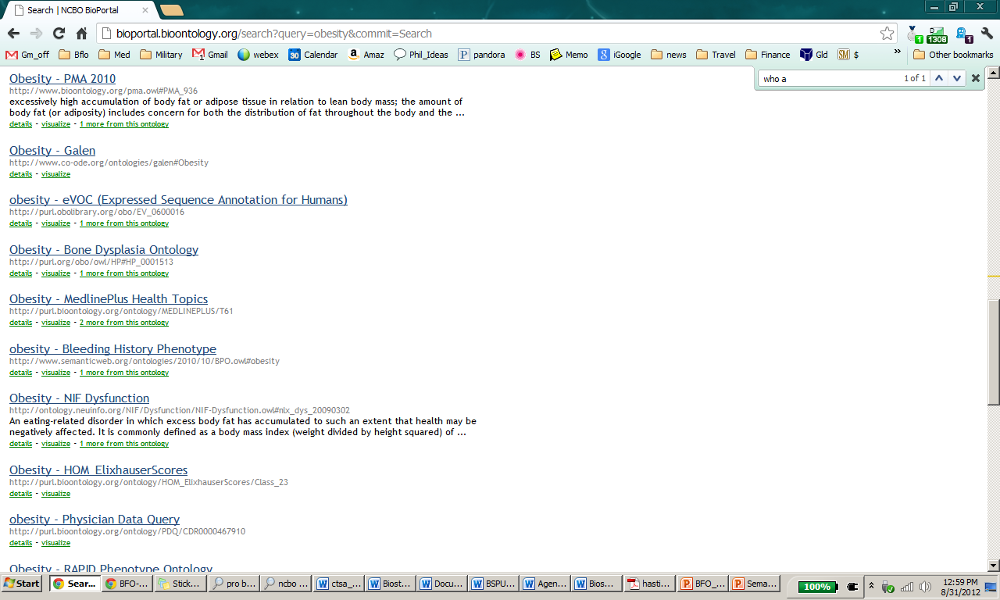 Search | NCBO BioPortal
bioportal.bioontology.org/search?query=obesity&commit=Search
1
1308
1
Gm_off Bflo Med Military 1 Gmail webex 30 Calendar a Amaz Phil_Ideas P pandora BS Memo 8 iGoogle news Travel Finance Gld SM $ » Other bookmarks
who a 1 of 1
Obesity - PMA 2010
http://www.bioontology.org/pma.owl#PMA_936
excessively high accumulation of body fat or adipose tissue in relation to lean body mass; the amount of
body fat (or adiposity) includes concern for both the distribution of fat throughout the body and the ...
details - visualize - 1 more from this ontology
Obesity - Galen
http://www.co-ode.org/ontologies/galen#Obesity
details - visualize
obesity - eVOC (Expressed Sequence Annotation for Humans)
http://purl.obolibrary.org/obo/EV_0600016
details - visualize - 1 more from this ontology
Obesity - Bone Dysplasia Ontology
http://purl.org/obo/owl/HP#HP_0001513
details - visualize - 1 more from this ontology
Obesity - MedlinePlus Health Topics
http://purl.bioontology.org/ontology/MEDLINEPLUS/T61
details - visualize - 2 more from this ontology
obesity - Bleeding History Phenotype
http://www.semanticweb.org/ontologies/2010/10/BPO.owl#obesity
details - visualize - 1 more from this ontology
Obesity - NIF Dysfunction
http://ontology.neuinfo.org/NIF/Dysfunction/NIF-Dysfunction.owl#nlx_dys_20090302
An eating-related disorder in which excess body fat has accumulated to such an extent that health may be
negatively affected. It is commonly defined as a body mass index (weight divided by height squared) of ...
details - visualize - 1 more from this ontology
Obesity - HOM_ElixhauserScores
http://purl.bioontology.org/ontology/HOM_ElixhauserScores/Class_23
details - visualize
obesity - Physician Data Query
http://purl.bioontology.org/ontology/PDQ/CDR0000467910
details - visualize
Obesity - RAPID Phenotype Ontology
Start Sear... BFO-... Stick... pro b... ncbo ... ctsa_... Biost... Docu... BSPU... Agen... Bios... hasti... BFO_... Sema... 100% 12:59 PM
8/31/2012